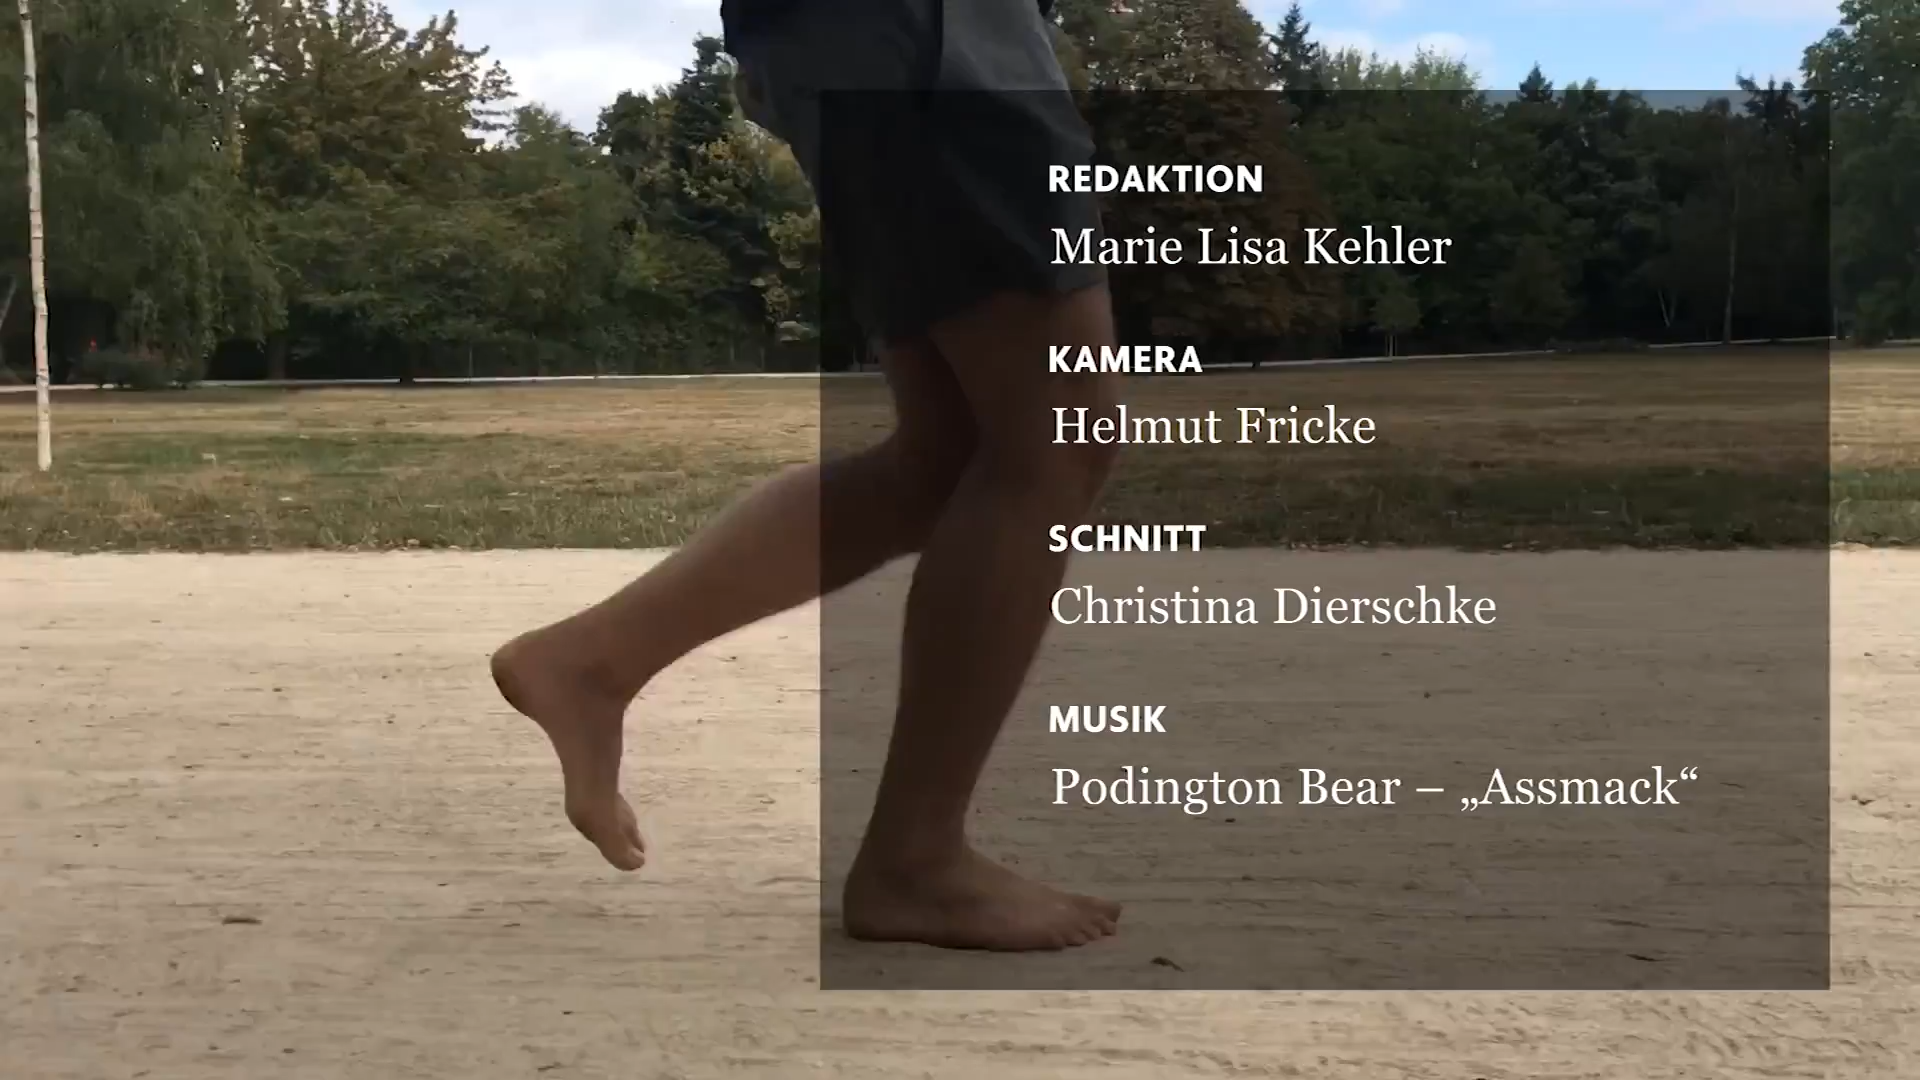 REDAKTION
Marie Lisa Kehler
KAMERA
Helmut Fricke
SCHNITT
Christina Dierschke
MUSIK
Podington Bear – „Assmack“